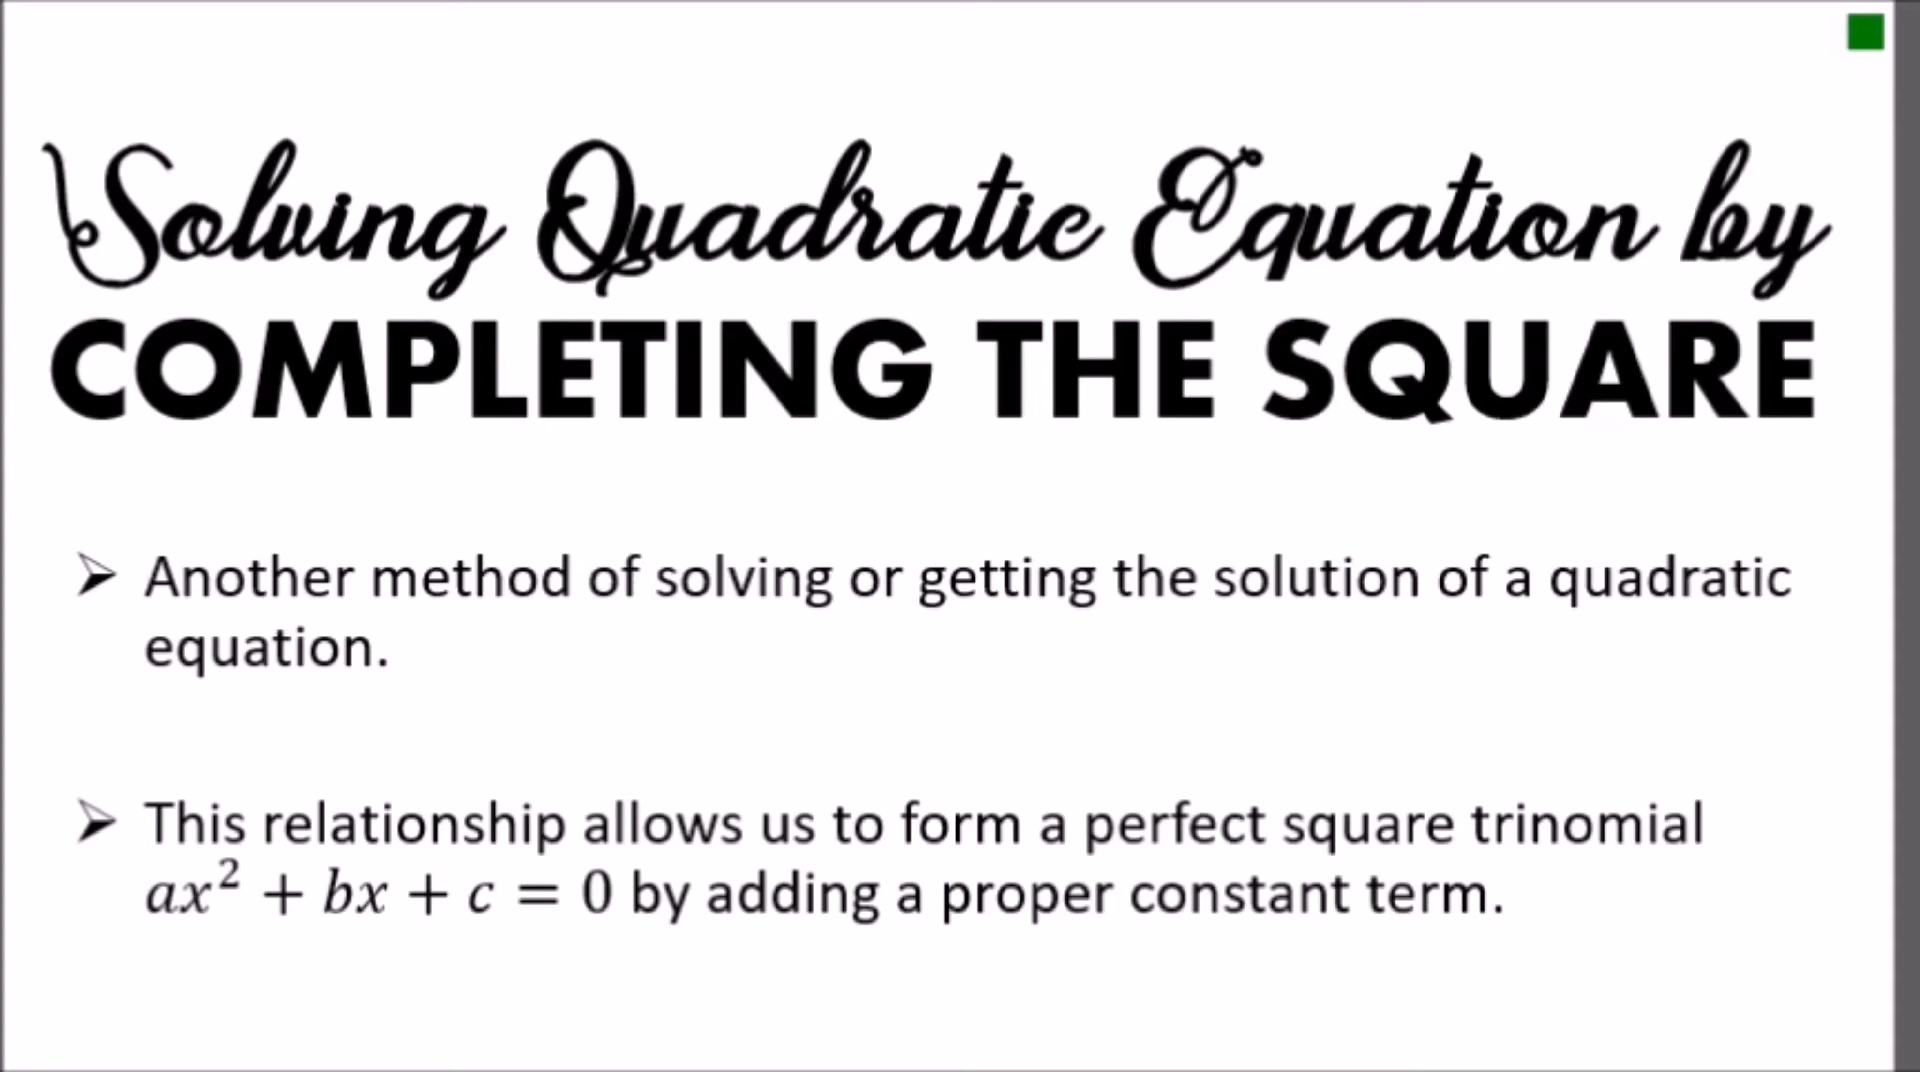 Solving Quadratic Equation by
COMPLETING THE SQUARE
➢ Another method of solving or getting the solution of a quadratic
equation.
➢ This relationship allows us to form a perfect square trinomial
ax² + bx + c = 0 by adding a proper constant term.